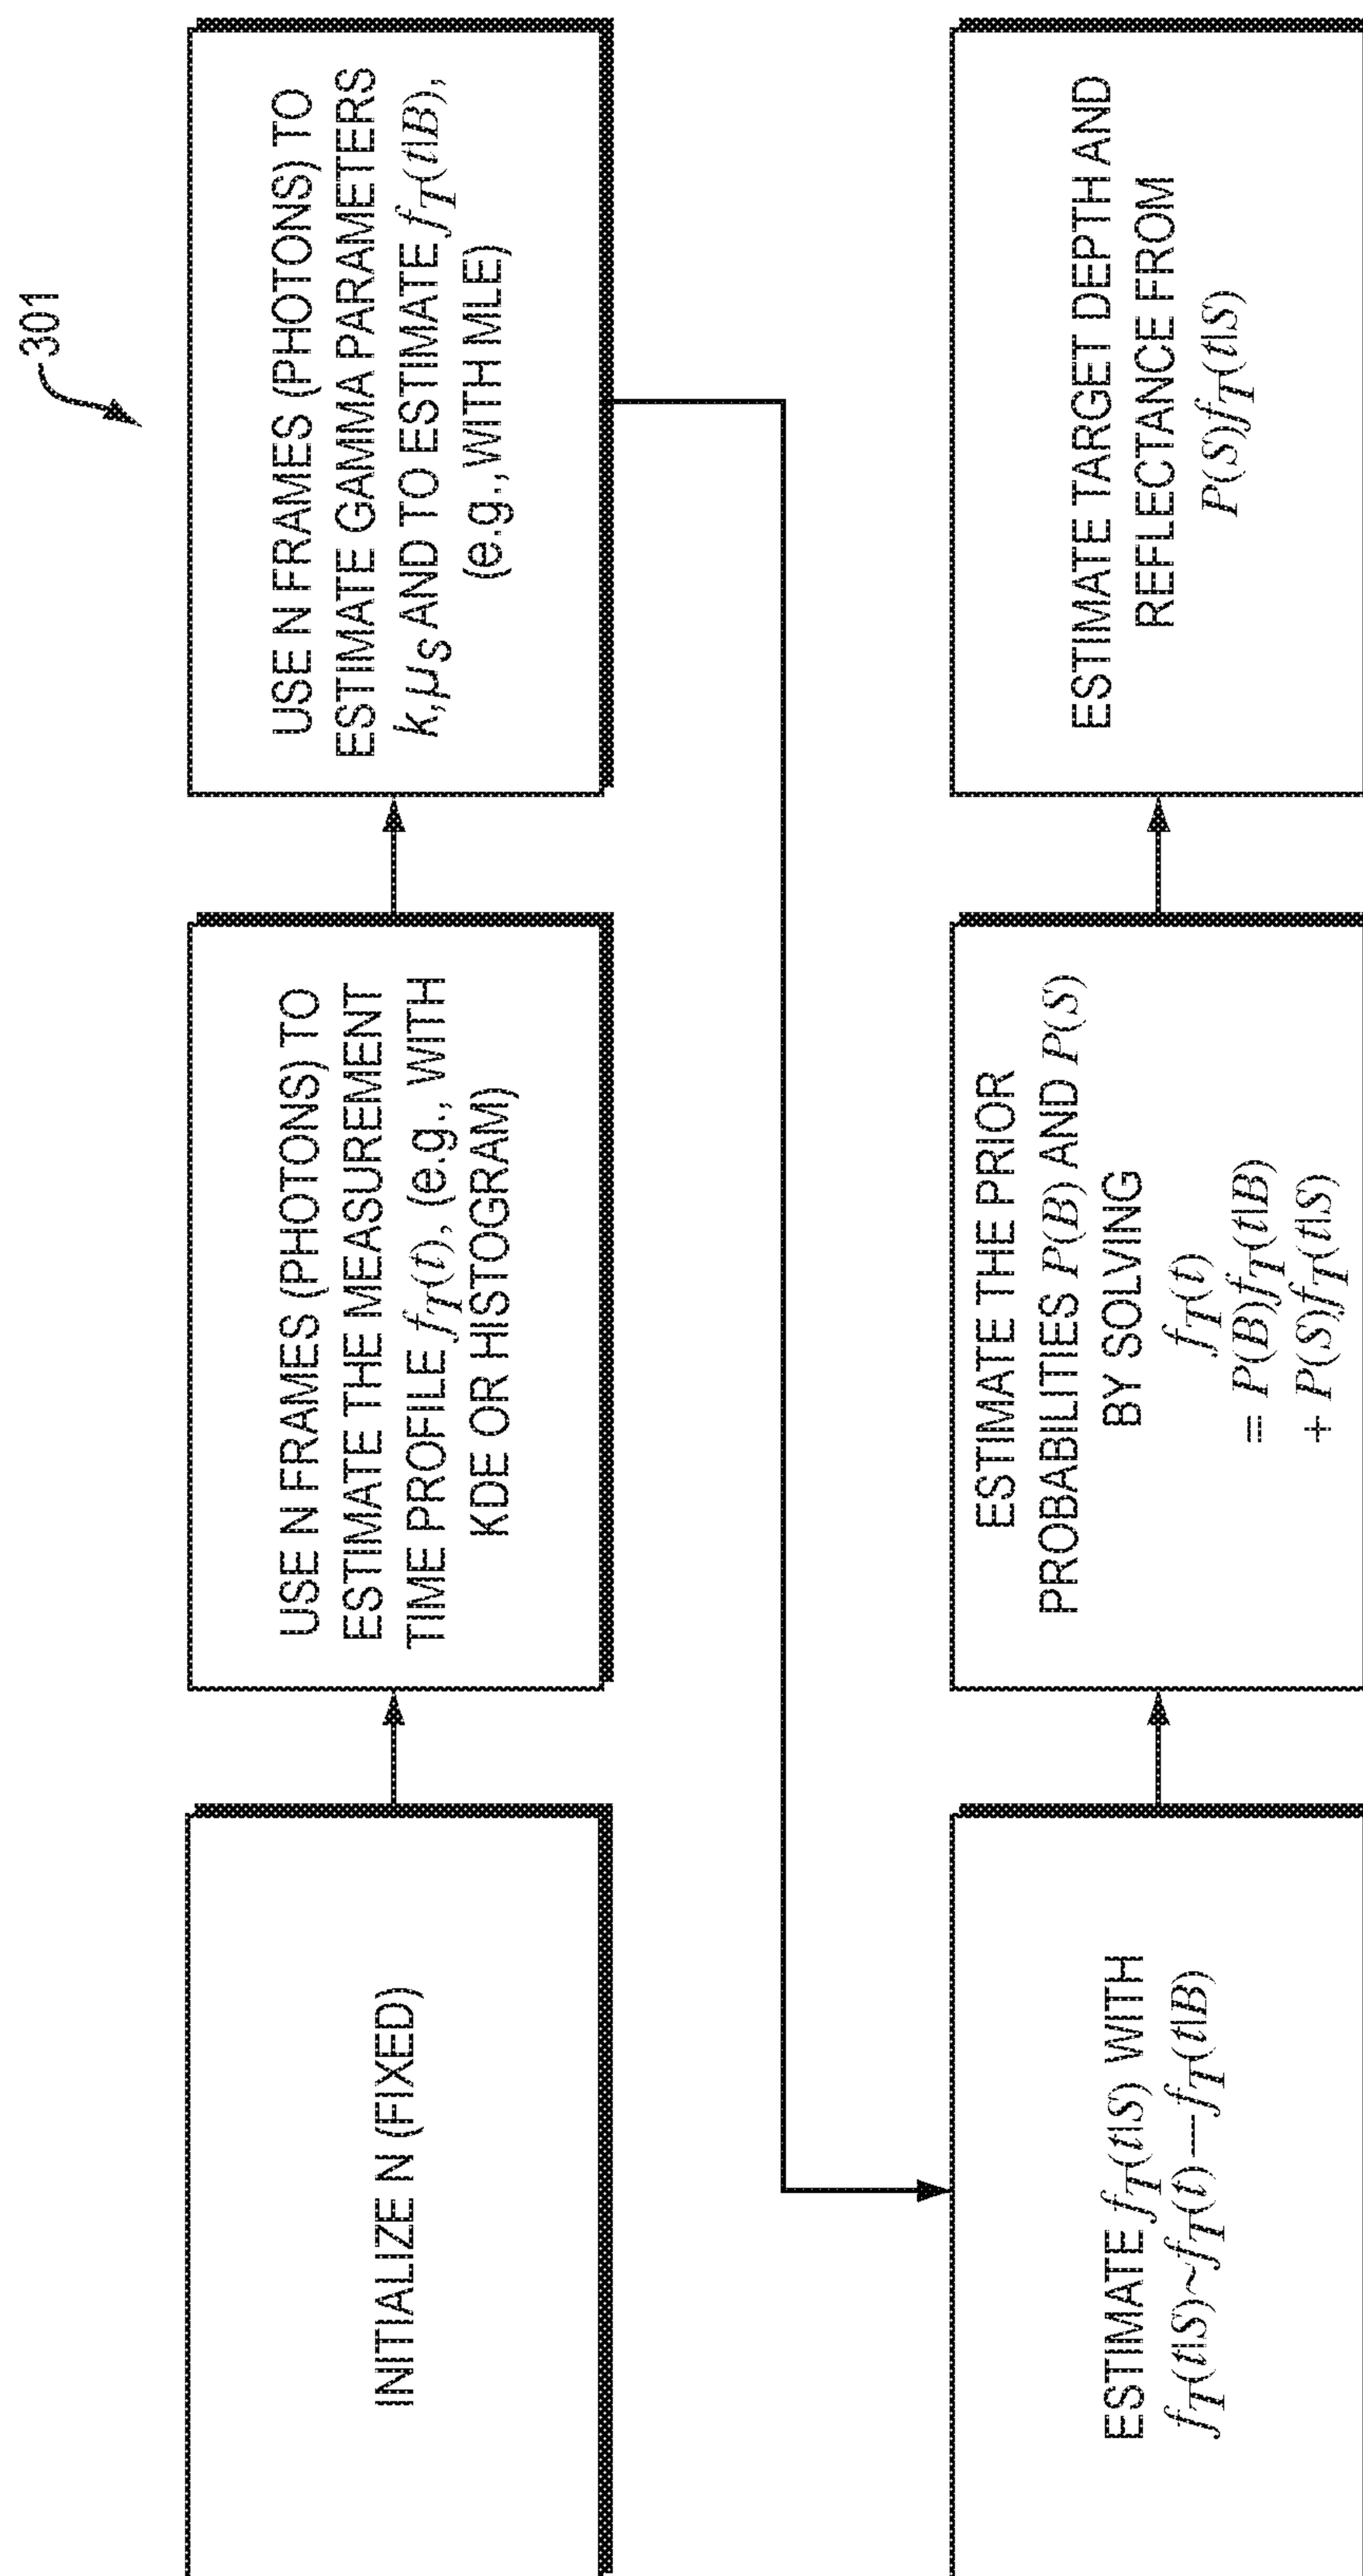 301
INITIALIZE N (FIXED)
USE N FRAMES (PHOTONS) TO
ESTIMATE THE MEASUREMENT
TIME PROFILE f_T(t), (e.g., WITH
KDE OR HISTOGRAM)
USE N FRAMES (PHOTONS) TO
ESTIMATE GAMMA PARAMETERS
k,μ_S AND TO ESTIMATE f_T(t|B),
(e.g.,WITH MLE)
ESTIMATE f_T(t|S) WITH
f_T(t|S)~f_T(t)—f_T(t|B)
ESTIMATE THE PRIOR
PROBABILITIES P(B) AND P(S)
BY SOLVING
f_T(t)
= P(B)f_T(t|B)
+ P(S)f_T(t|S)
ESTIMATE TARGET DEPTH AND
REFLECTANCE FROM
P(S)f_T(t|S)